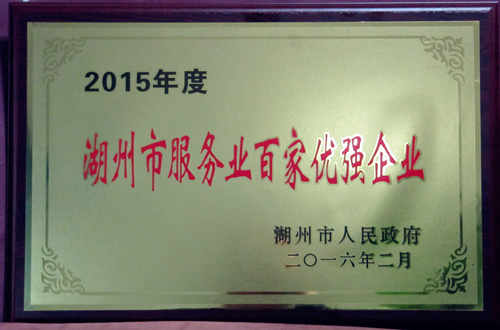 2015年度
湖州市服务业百家优强企业
湖州市人民政府
二〇一六年二月